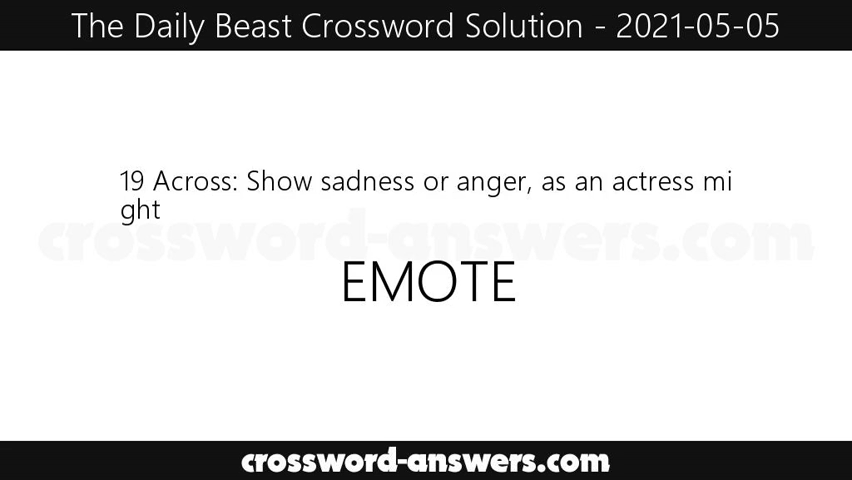 The Daily Beast Crossword Solution - 2021-05-05
19 Across: Show sadness or anger, as an actress mi
ght
crossword-answers.com
EMOTE
crossword-answers.com